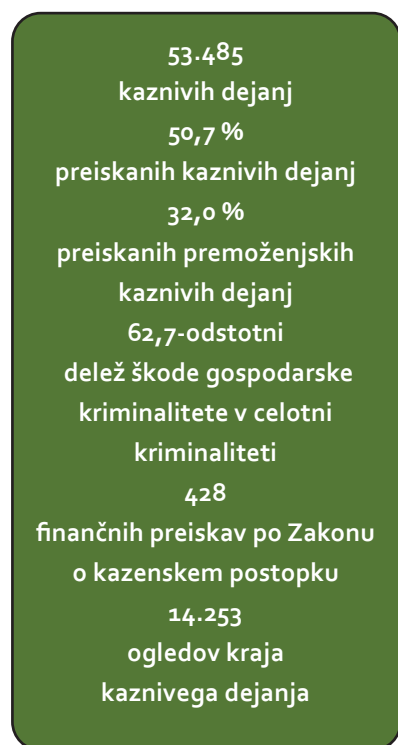 53.485
kaznivih dejanj
50,7 %
preiskanih kaznivih dejanj
32,0 %
preiskanih premoženjskih
kaznivih dejanj
62,7-odstotni
delež škode gospodarske
kriminalitete v celotni
kriminaliteti
428
finančnih preiskav po Zakonu
o kazenskem postopku
14.253
ogledov kraja
kaznivega dejanja